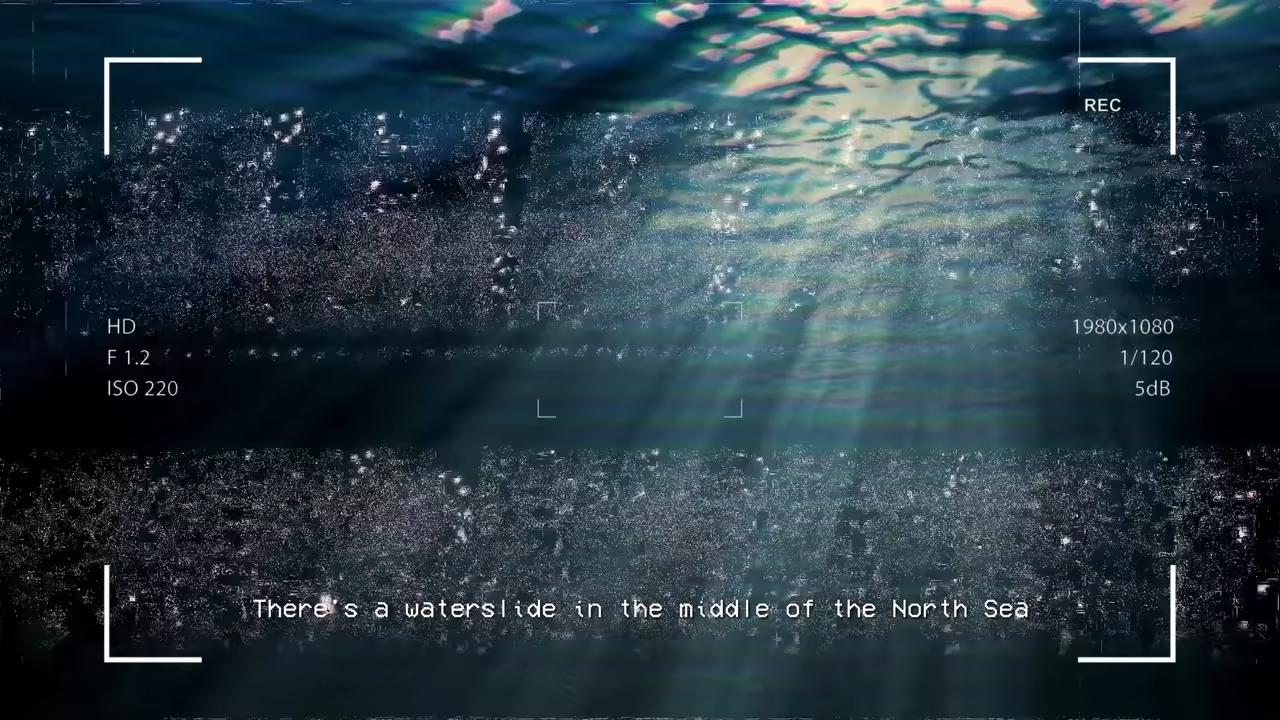 REC
HD
1980x1080
F 1.2
1/120
ISO 220
5dB
There's a waterslide in the middle of the North Sea